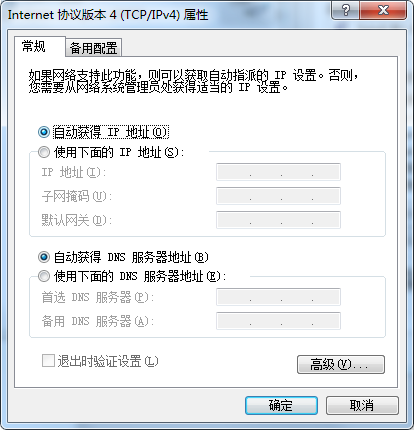 Internet 协议版本 4 (TCP/IPv4) 属性
常规
备用配置
如果网络支持此功能，则可以获取自动指派的 IP 设置。否则，
您需要从网络系统管理员处获得适当的 IP 设置。
自动获得 IP 地址(O)
使用下面的 IP 地址(S):
IP 地址(I):
子网掩码(U):
默认网关(D):
自动获得 DNS 服务器地址(B)
使用下面的 DNS 服务器地址(E):
首选 DNS 服务器(P):
备用 DNS 服务器(A):
退出时验证设置(L)
高级(V)...
确定
取消